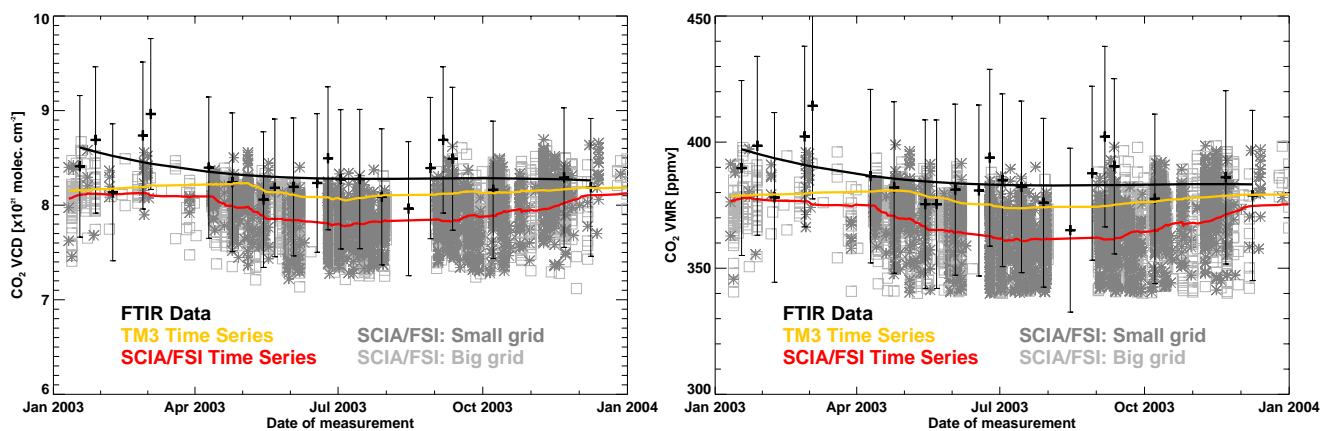 10
9
8
7
6
CO₂ VCD [x10²¹ molec. cm⁻²]
FTIR Data
TM3 Time Series
SCIA/FSI Time Series
SCIA/FSI: Small grid
SCIA/FSI: Big grid
Jan 2003
Apr 2003
Jul 2003
Oct 2003
Jan 2004
Date of measurement
450
400
350
300
CO₂ VMR [ppmv]
FTIR Data
TM3 Time Series
SCIA/FSI Time Series
SCIA/FSI: Small grid
SCIA/FSI: Big grid
Jan 2003
Apr 2003
Jul 2003
Oct 2003
Jan 2004
Date of measurement